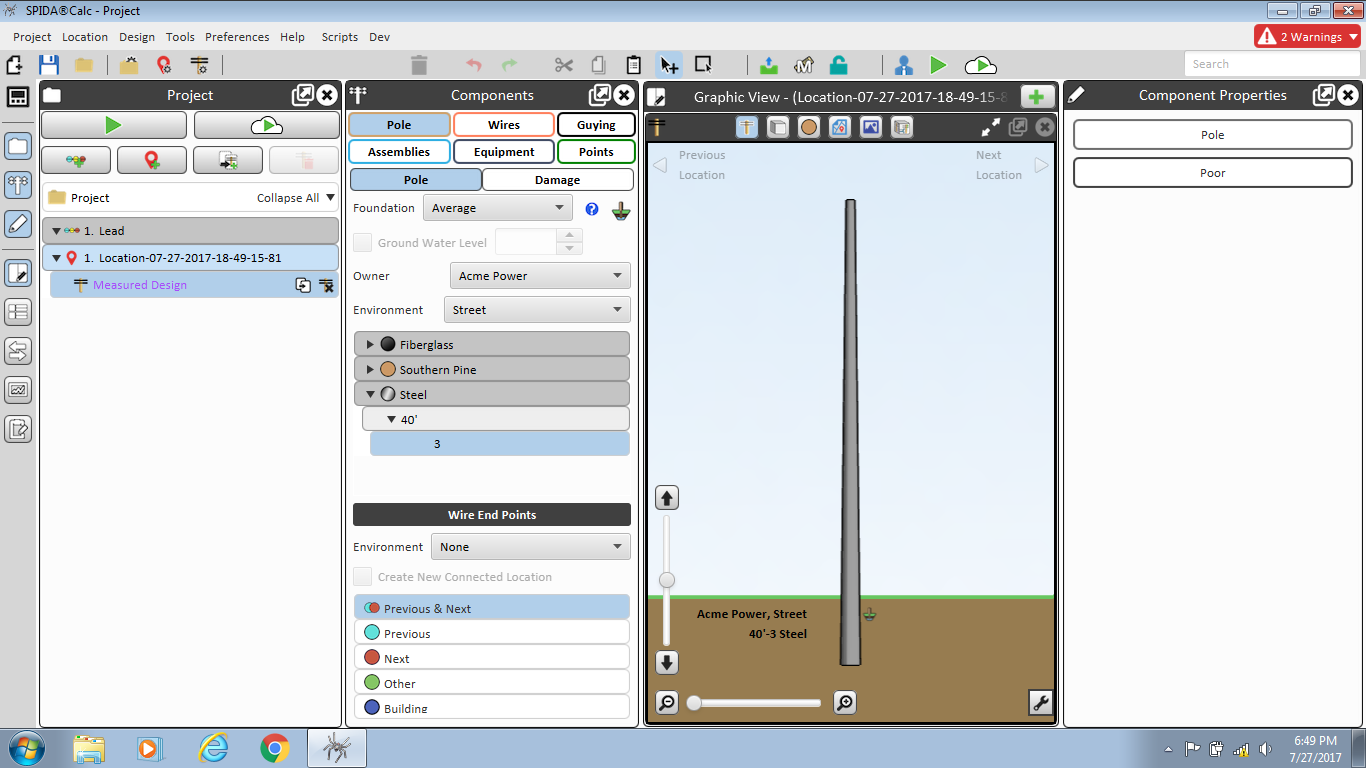 SPIDA®Calc - Project
Project Location Design Tools Preferences Help Scripts Dev
2 Warnings
Search
Project
Project
Collapse All
1. Lead
1. Location-07-27-2017-18-49-15-81
Measured Design
Components
Pole Wires Guying
Assemblies Equipment Points
Pole Damage
Foundation Average
Ground Water Level
Owner Acme Power
Environment Street
Fiberglass
Southern Pine
Steel
40'
3
Wire End Points
Environment None
Create New Connected Location
Previous & Next
Previous
Next
Other
Building
Graphic View - (Location-07-27-2017-18-49-15-8
Previous
Location
Next
Location
Acme Power, Street
40'-3 Steel
Component Properties
Pole
Poor
6:49 PM
7/27/2017